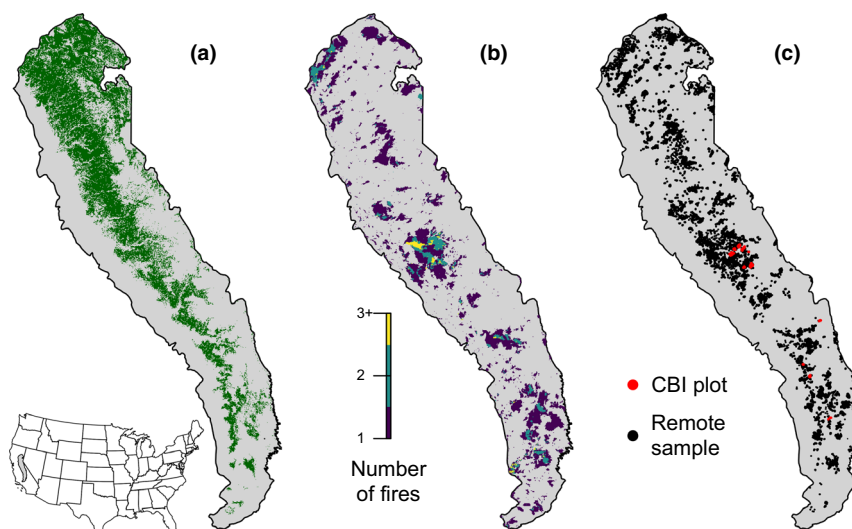 (a)
(b)
(c)
3+
2
1
Number
of fires
CBI plot
Remote
sample